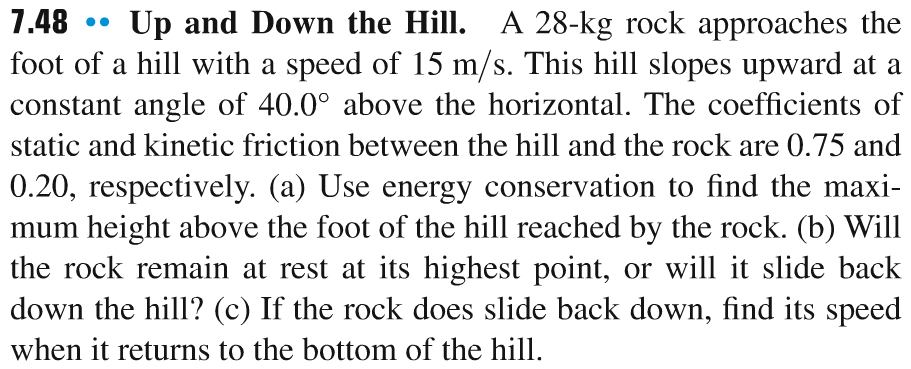 7.48 •• Up and Down the Hill. A 28-kg rock approaches the
foot of a hill with a speed of 15 m/s. This hill slopes upward at a
constant angle of 40.0° above the horizontal. The coefficients of
static and kinetic friction between the hill and the rock are 0.75 and
0.20, respectively. (a) Use energy conservation to find the maxi-
mum height above the foot of the hill reached by the rock. (b) Will
the rock remain at rest at its highest point, or will it slide back
down the hill? (c) If the rock does slide back down, find its speed
when it returns to the bottom of the hill.